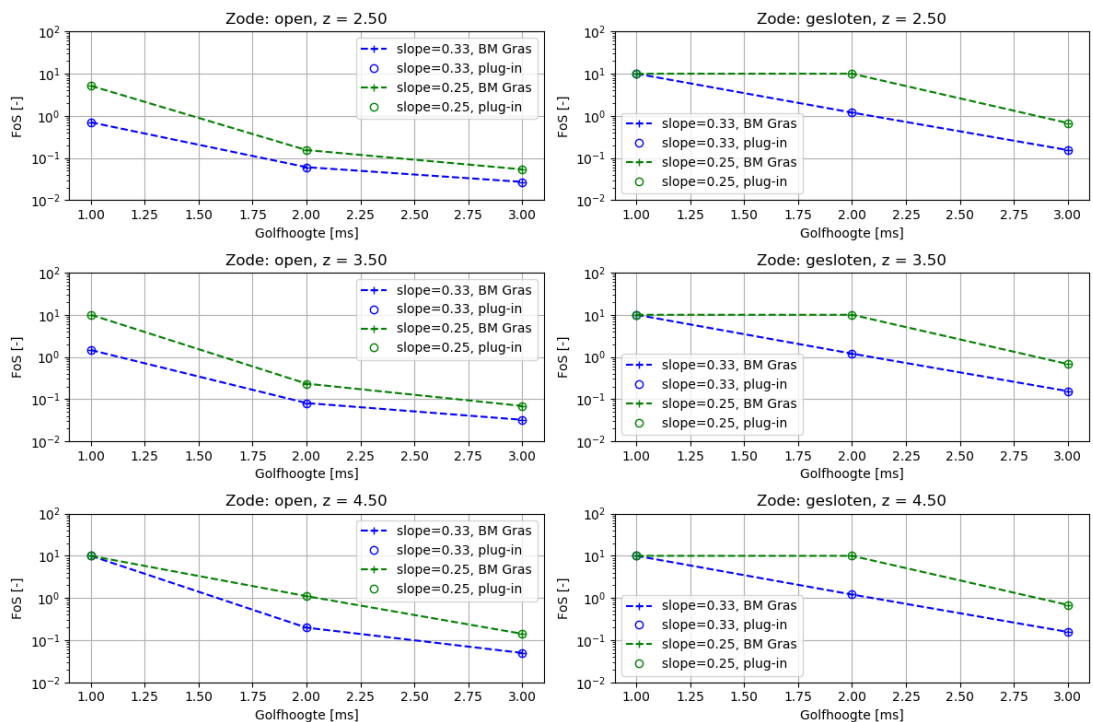 Zode: open, z = 2.50
FoS [-]
10²
10¹
10⁰
10⁻¹
10⁻²
slope=0.33, BM Gras
slope=0.33, plug-in
slope=0.25, BM Gras
slope=0.25, plug-in
1.00 1.25 1.50 1.75 2.00 2.25 2.50 2.75 3.00
Golfhoogte [ms]
Zode: gesloten, z = 2.50
FoS [-]
10²
10¹
10⁰
10⁻¹
10⁻²
slope=0.33, BM Gras
slope=0.33, plug-in
slope=0.25, BM Gras
slope=0.25, plug-in
1.00 1.25 1.50 1.75 2.00 2.25 2.50 2.75 3.00
Golfhoogte [ms]
Zode: open, z = 3.50
FoS [-]
10²
10¹
10⁰
10⁻¹
10⁻²
slope=0.33, BM Gras
slope=0.33, plug-in
slope=0.25, BM Gras
slope=0.25, plug-in
1.00 1.25 1.50 1.75 2.00 2.25 2.50 2.75 3.00
Golfhoogte [ms]
Zode: gesloten, z = 3.50
FoS [-]
10²
10¹
10⁰
10⁻¹
10⁻²
slope=0.33, BM Gras
slope=0.33, plug-in
slope=0.25, BM Gras
slope=0.25, plug-in
1.00 1.25 1.50 1.75 2.00 2.25 2.50 2.75 3.00
Golfhoogte [ms]
Zode: open, z = 4.50
FoS [-]
10²
10¹
10⁰
10⁻¹
10⁻²
slope=0.33, BM Gras
slope=0.33, plug-in
slope=0.25, BM Gras
slope=0.25, plug-in
1.00 1.25 1.50 1.75 2.00 2.25 2.50 2.75 3.00
Golfhoogte [ms]
Zode: gesloten, z = 4.50
FoS [-]
10²
10¹
10⁰
10⁻¹
10⁻²
slope=0.33, BM Gras
slope=0.33, plug-in
slope=0.25, BM Gras
slope=0.25, plug-in
1.00 1.25 1.50 1.75 2.00 2.25 2.50 2.75 3.00
Golfhoogte [ms]